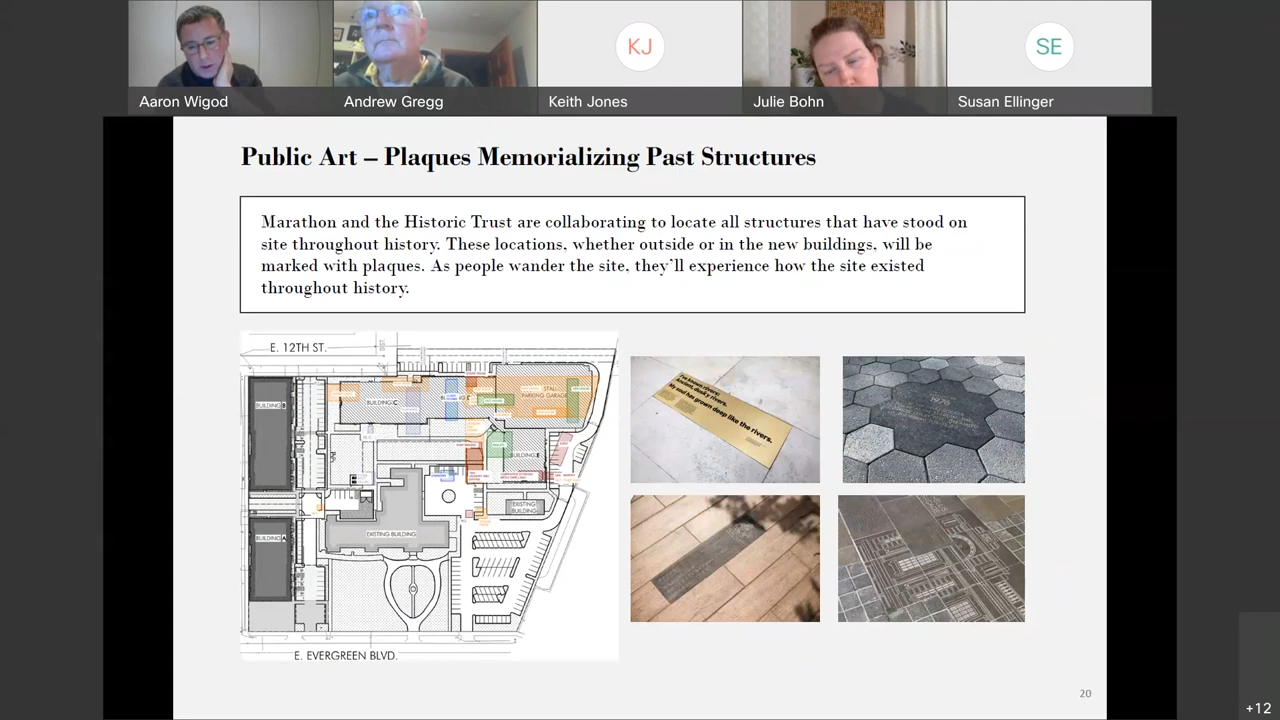 KJ
SE
Aaron Wigod
Andrew Gregg
Keith Jones
Julie Bohn
Susan Ellinger
Public Art – Plaques Memorializing Past Structures
Marathon and the Historic Trust are collaborating to locate all structures that have stood on
site throughout history. These locations, whether outside or in the new buildings, will be
marked with plaques. As people wander the site, they'll experience how the site existed
throughout history.
E. 12TH ST.
BUILDING B
BUILDING C
STALL
PARKING GARAGE
BUILDING E
EXISTING
BUILDING
EXISTING BUILDING
BUILDING A
E. EVERGREEN BLVD.
My soul has grown deep like the rivers.
20
+12